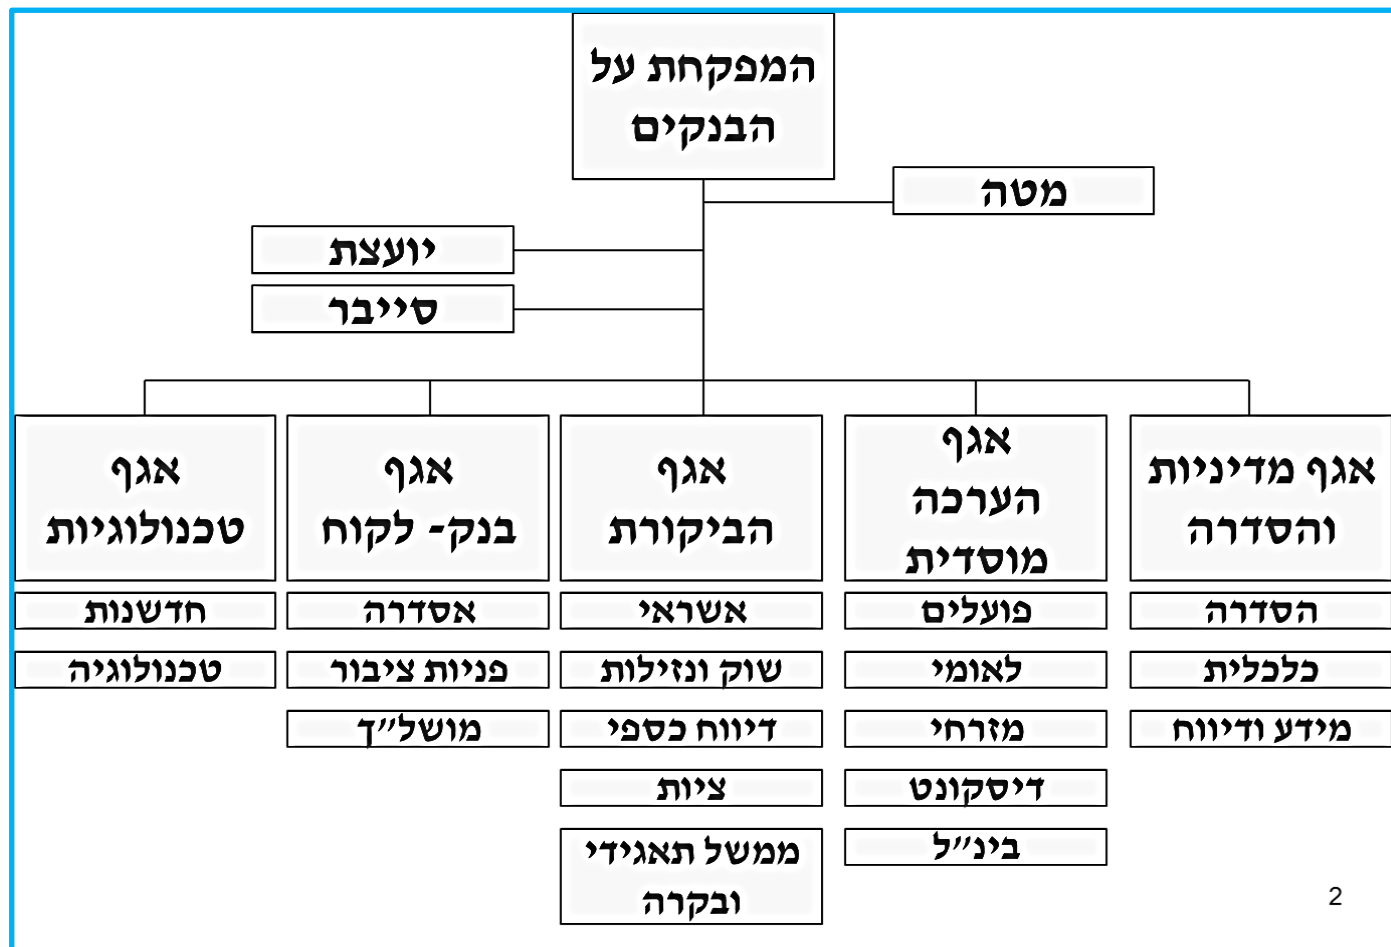 המפקחת על
הבנקים
מטה
יועצת
סייבר
אגף מדיניות
והסדרה
הסדרה
כלכלית
מידע ודיווח
אגף
הערכה
מוסדית
פועלים
לאומי
מזרחי
דיסקונט
בינ״ל
אגף
הביקורת
אשראי
שוק ונזילות
דיווח כספי
ציות
ממשל תאגידי
ובקרה
אגף
בנק- לקוח
אסדרה
פניות ציבור
מושל״ך
אגף
טכנולוגיות
חדשנות
טכנולוגיה
2